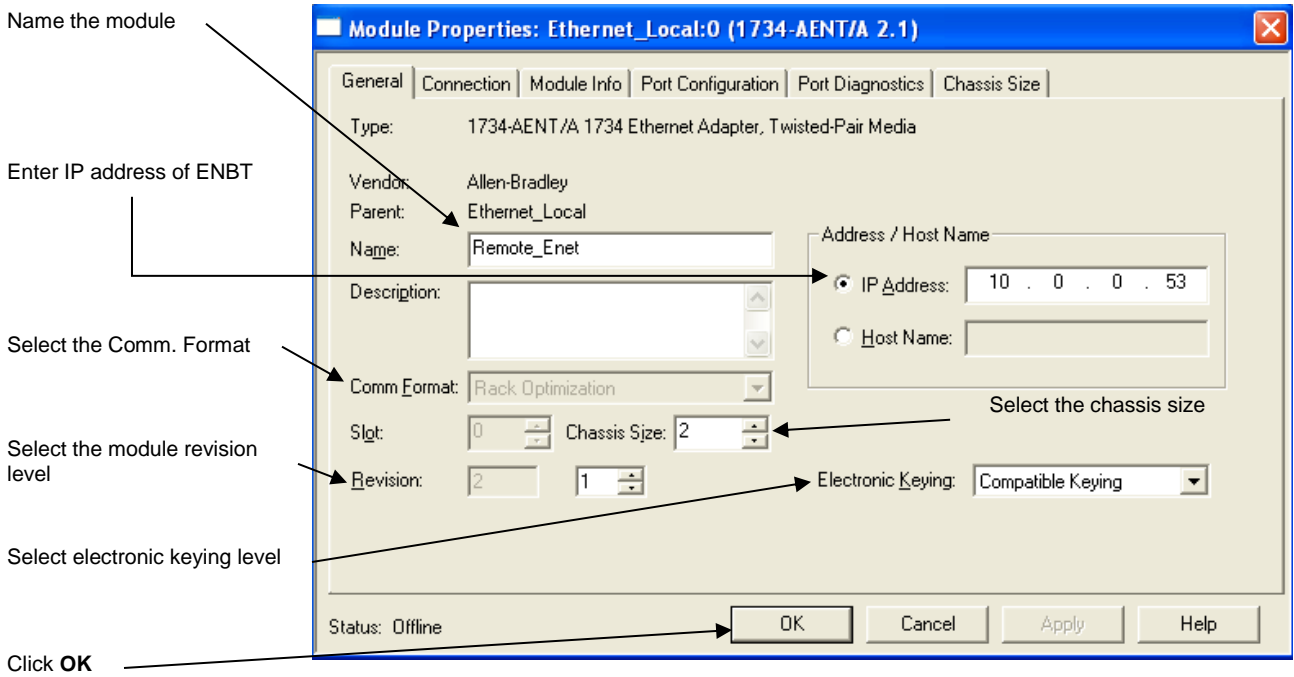 Name the module
Module Properties: Ethernet_Local:0 (1734-AENT/A 2.1)
General Connection Module Info Port Configuration Port Diagnostics Chassis Size
Type: 1734-AENT/A 1734 Ethernet Adapter, Twisted-Pair Media
Enter IP address of ENBT
Vendor: Allen-Bradley
Parent: Ethernet_Local
Name: Remote_Enet
Address / Host Name
IP Address: 10 . 0 . 0 . 53
Description:
Host Name:
Select the Comm. Format
Comm Format: Rack Optimization
Select the chassis size
Slot: 0 Chassis Size: 2
Select the module revision
level
Revision: 2 1
Electronic Keying: Compatible Keying
Select electronic keying level
Status: Offline
OK Cancel Apply Help
Click OK